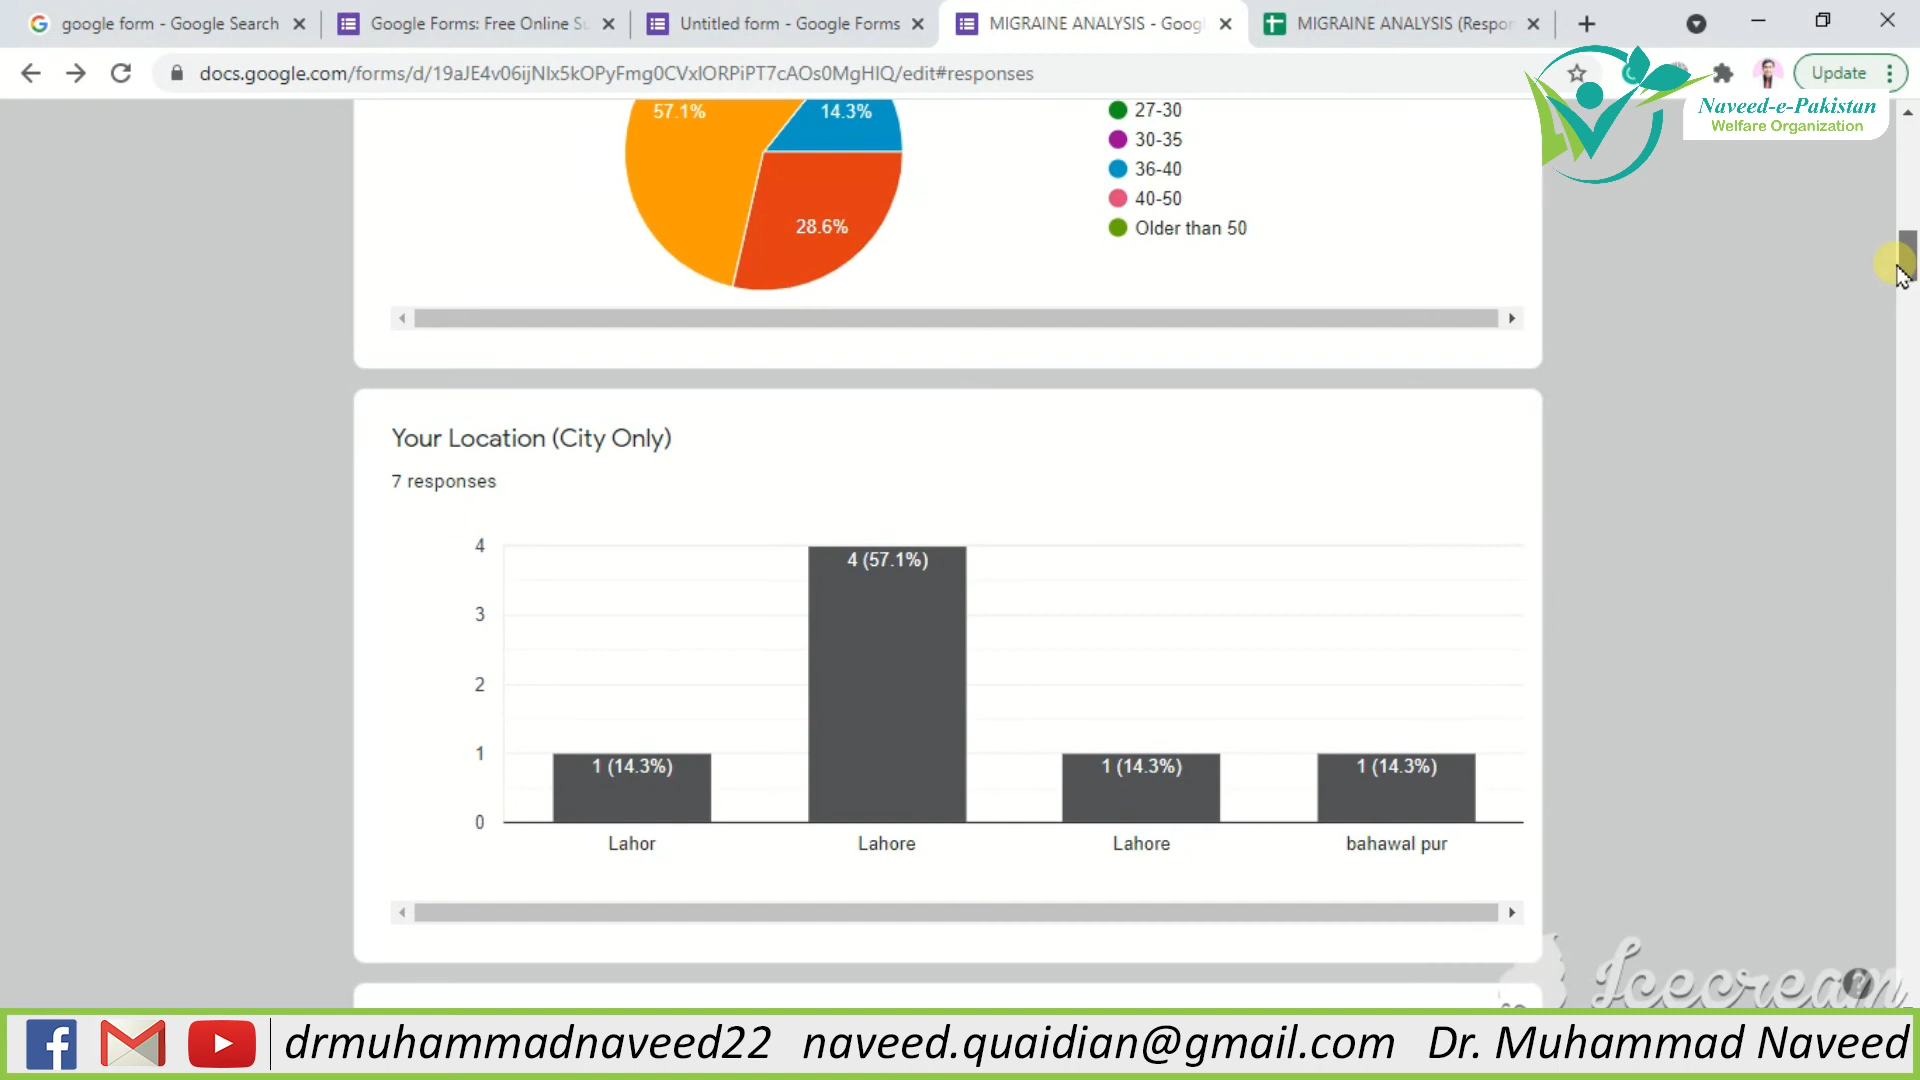 google form - Google Search
Google Forms: Free Online Su
Untitled form - Google Forms
MIGRAINE ANALYSIS - Goog
MIGRAINE ANALYSIS (Respor
docs.google.com/forms/d/19aJE4v06ijNIx5kOPyFmg0CVxlORPiPT7cAOs0MgHIQ/edit#responses
Update
Naveed-e-Pakistan
Welfare Organization
57.1%
14.3%
28.6%
27-30
30-35
36-40
40-50
Older than 50
Your Location (City Only)
7 responses
4
3
2
1
0
1 (14.3%)
4 (57.1%)
1 (14.3%)
1 (14.3%)
Lahor
Lahore
Lahore
bahawal pur
Icecream
drmuhammadnaveed22 naveed.quaidian@gmail.com Dr. Muhammad Naveed